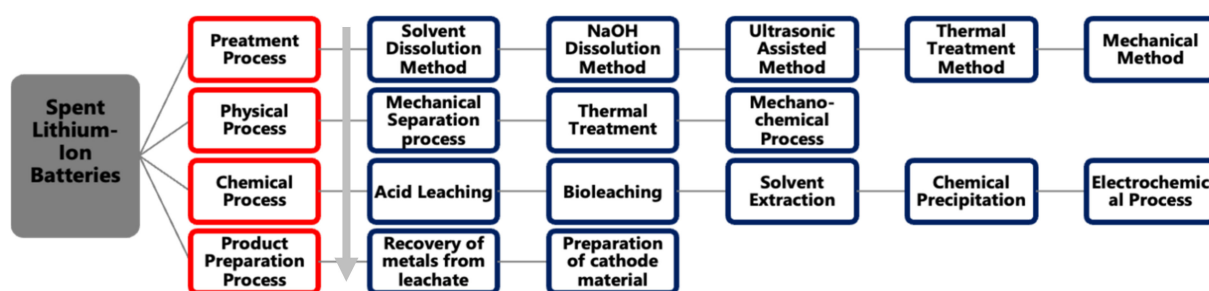 Spent
Lithium-
Ion
Batteries
Preatment
Process
Solvent
Dissolution
Method
NaOH
Dissolution
Method
Ultrasonic
Assisted
Method
Thermal
Treatment
Method
Mechanical
Method
Physical
Process
Mechanical
Separation
process
Thermal
Treatment
Mechano-
chemical
Process
Chemical
Process
Acid Leaching
Bioleaching
Solvent
Extraction
Chemical
Precipitation
Electrochemic
al Process
Product
Preparation
Process
Recovery of
metals from
leachate
Preparation
of cathode
material